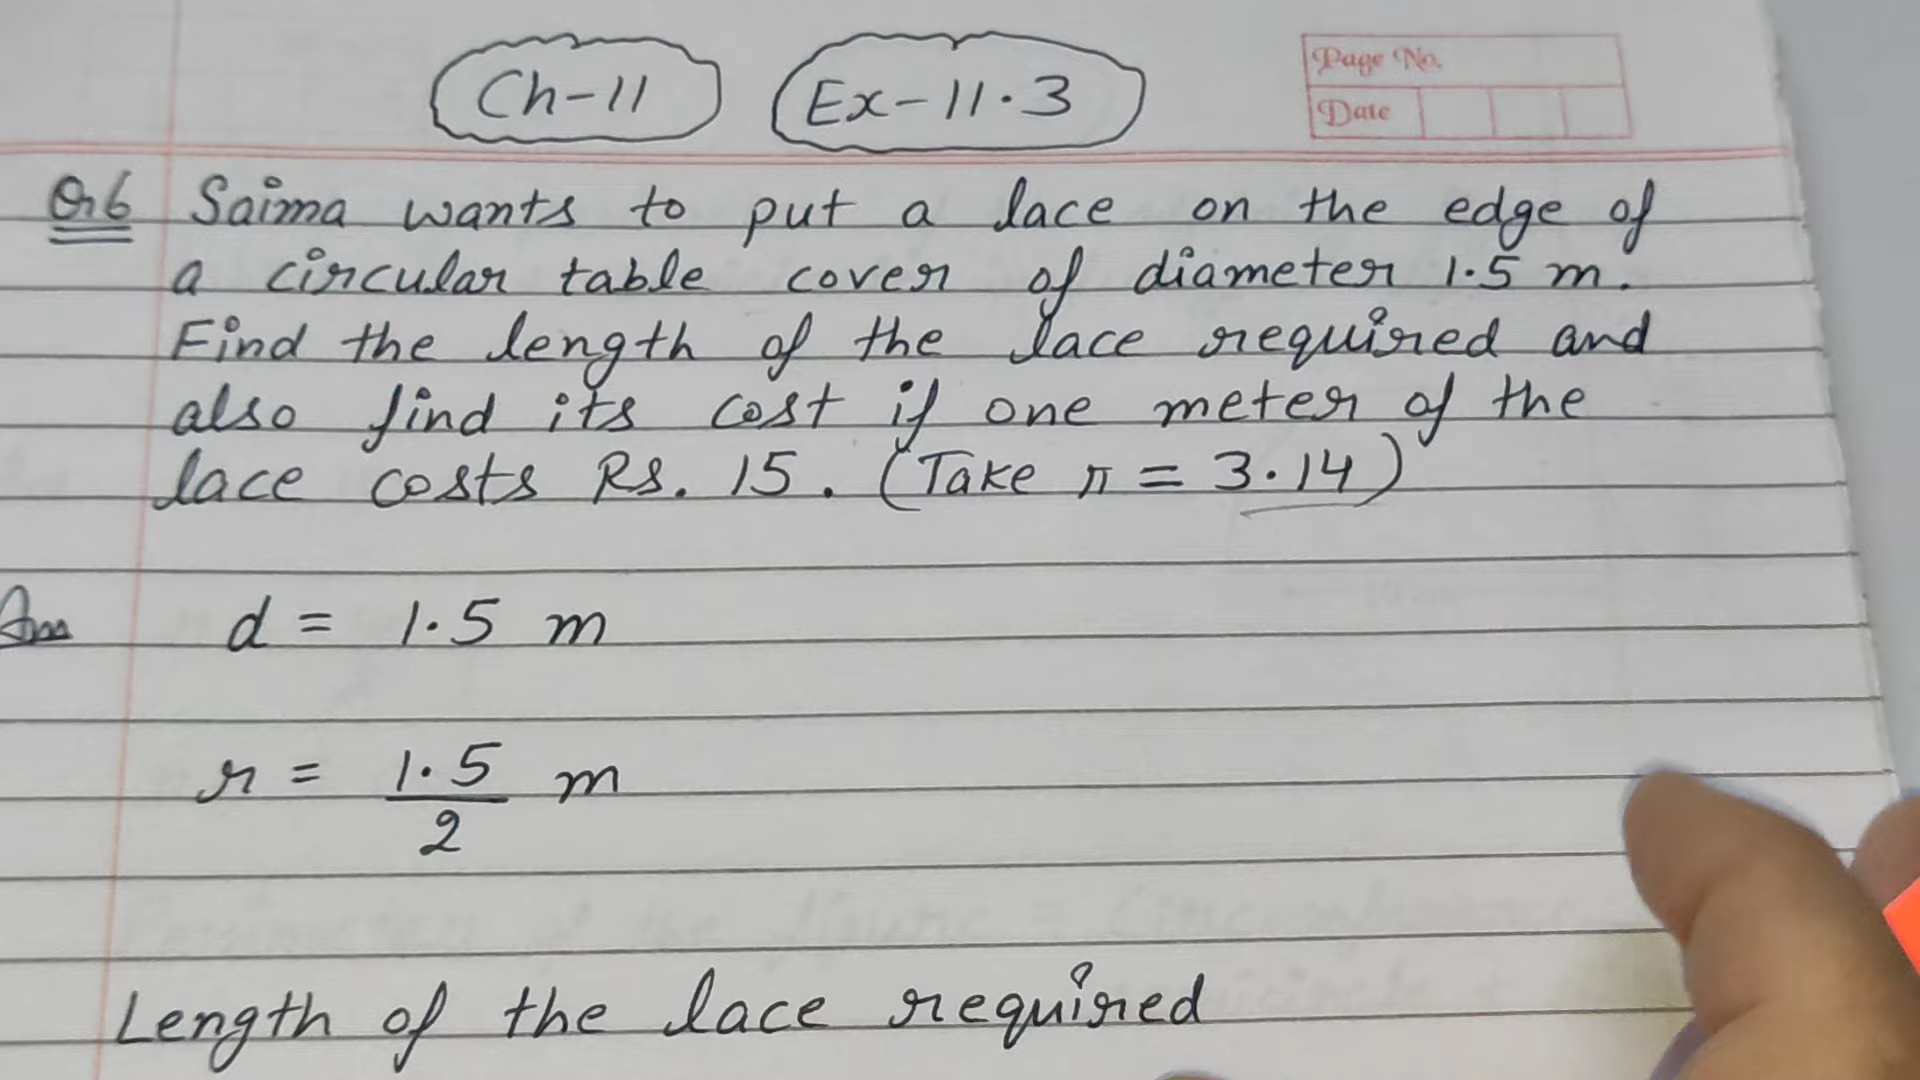 Ch-11 Ex-11.3
Page No.
Date
Q.6 Saima wants to put a lace on the edge of
a circular table cover of diameter 1.5 m.
Find the length of the lace required and
also find its cost if one meter of the
lace costs Rs. 15. (Take π = 3.14)
Ans d = 1.5 m
r = 1.5/2 m
Length of the lace required